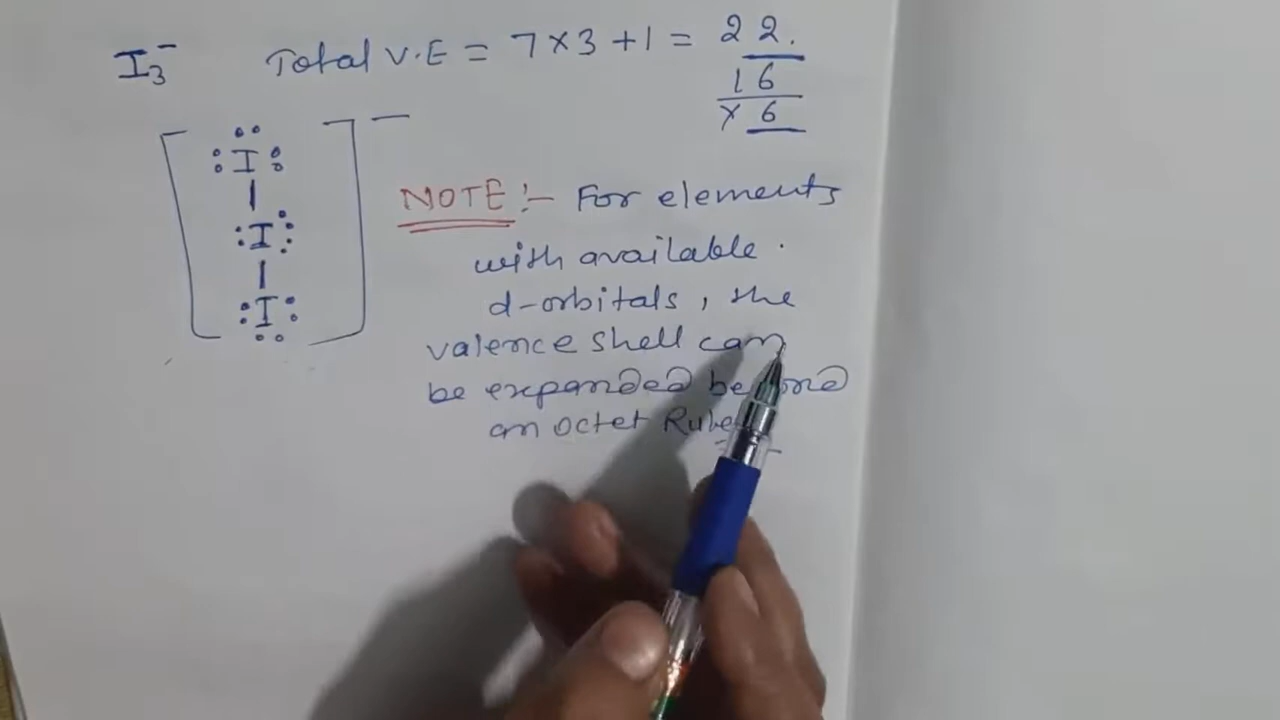 I₃⁻ Total V.E = 7×3+1 = 22.
16
× 6
I
I
I
NOTE:- For elements
with available
d-orbitals, the
valence shell can
be expanded beyond
an octet Rule